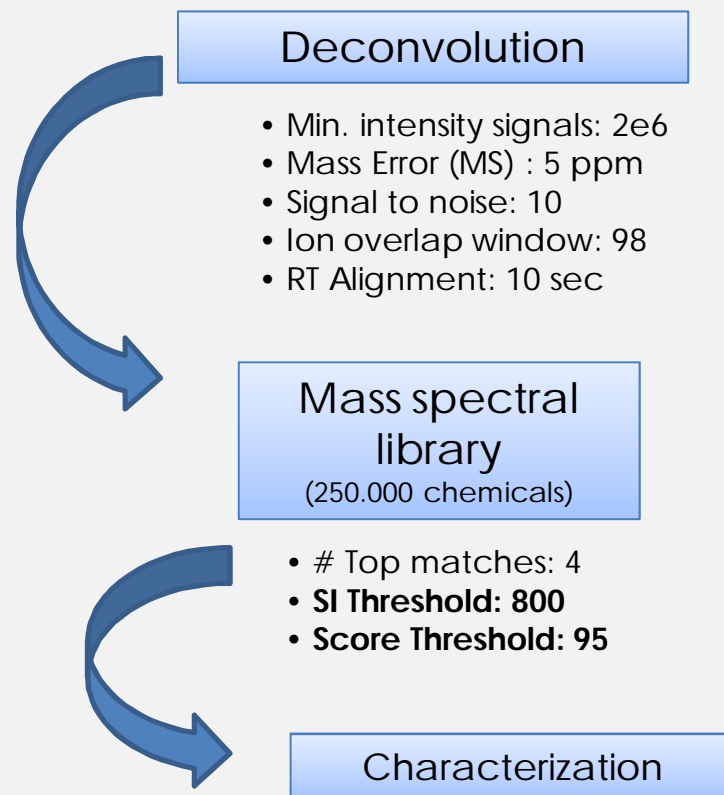 Deconvolution
• Min. intensity signals: 2e6
• Mass Error (MS) : 5 ppm
• Signal to noise: 10
• Ion overlap window: 98
• RT Alignment: 10 sec
Mass spectral
library
(250.000 chemicals)
• # Top matches: 4
• SI Threshold: 800
• Score Threshold: 95
Characterization